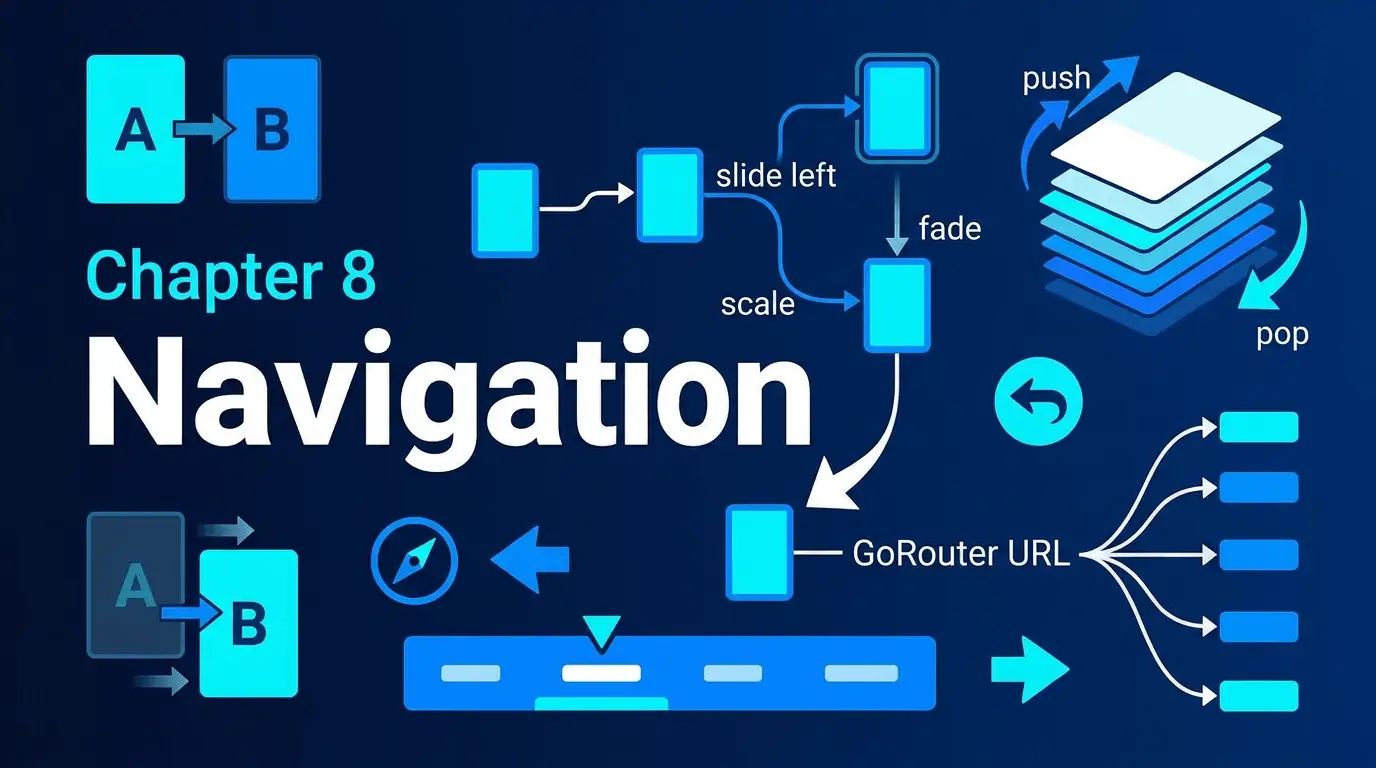 A
B
Chapter 8
Navigation
slide left
fade
scale
push
pop
A
B
GoRouter URL